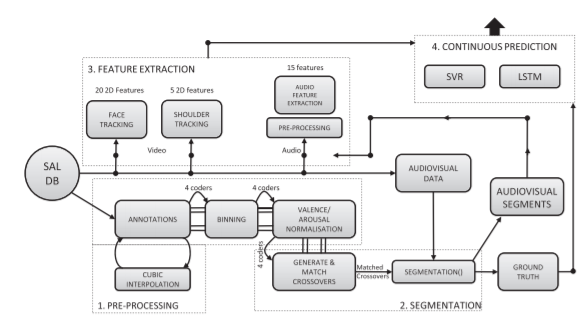 4. CONTINUOUS PREDICTION
SVR
LSTM
3. FEATURE EXTRACTION
15 features
20 2D Features
5 2D Features
AUDIO
FEATURE
EXTRACTION
FACE
TRACKING
SHOULDER
TRACKING
PRE-PROCESSING
Video
Audio
SAL
DB
AUDIOVISUAL
DATA
AUDIOVISUAL
SEGMENTS
4 coders
4 coders
ANNOTATIONS
BINNING
VALENCE/
AROUSAL
NORMALISATION
4 coders
CUBIC
INTERPOLATION
GENERATE &
MATCH
CROSSOVERS
Matched
Crossovers
SEGMENTATION()
GROUND
TRUTH
1. PRE-PROCESSING
2. SEGMENTATION